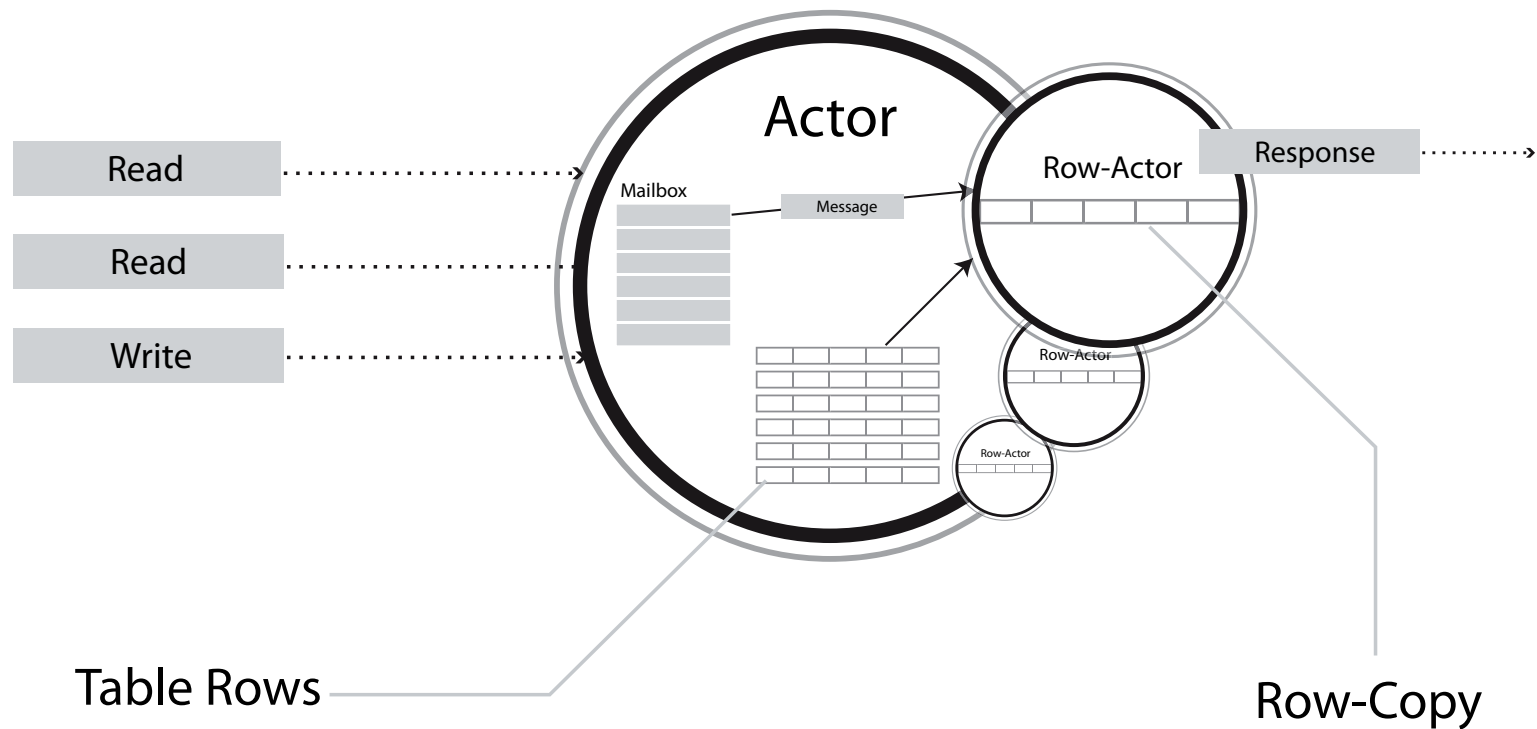 Actor
Read
Read
Write
Mailbox
Message
Row-Actor
Response
Row-Actor
Row-Actor
Table Rows
Row-Copy